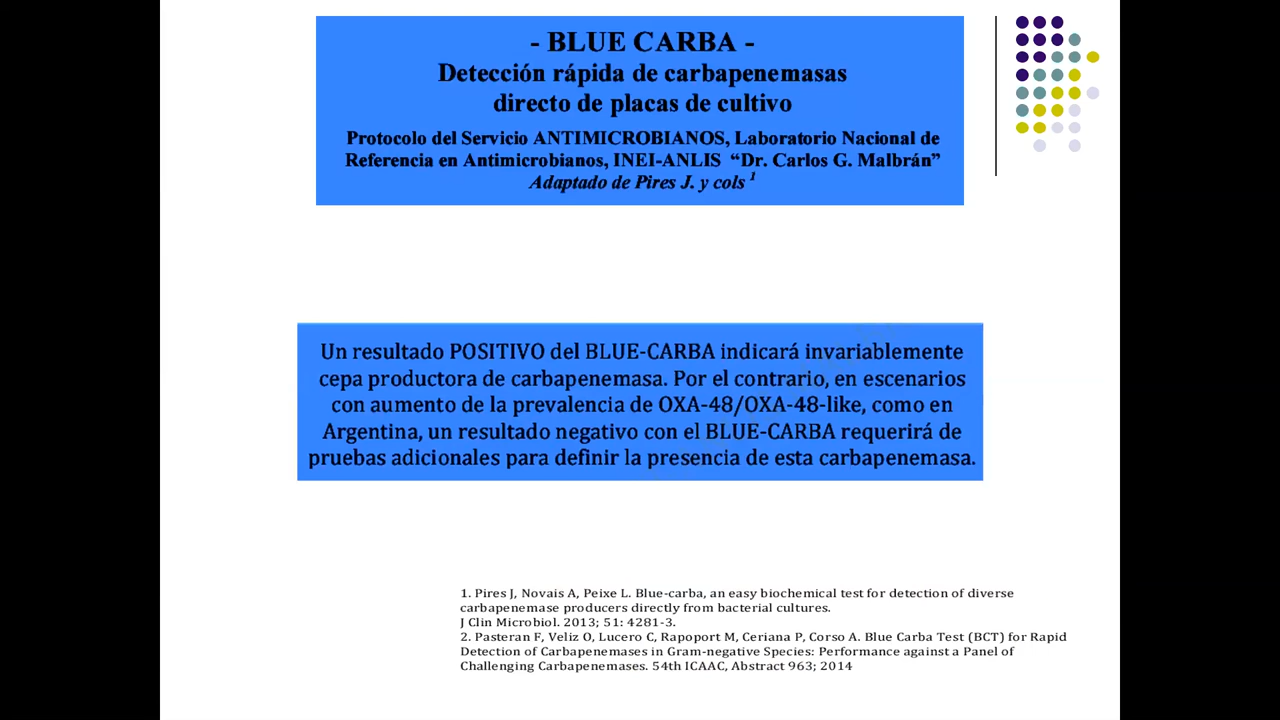 - BLUE CARBA -
Detección rápida de carbapenemasas
directo de placas de cultivo
Protocolo del Servicio ANTIMICROBIANOS, Laboratorio Nacional de
Referencia en Antimicrobianos, INEI-ANLIS “Dr. Carlos G. Malbrán”
Adaptado de Pires J. y cols 1
Un resultado POSITIVO del BLUE-CARBA indicará invariablemente
cepa productora de carbapenemasa. Por el contrario, en escenarios
con aumento de la prevalencia de OXA-48/OXA-48-like, como en
Argentina, un resultado negativo con el BLUE-CARBA requerirá de
pruebas adicionales para definir la presencia de esta carbapenemasa.
1. Pires J, Novais A, Peixe L. Blue-carba, an easy biochemical test for detection of diverse
carbapenemase producers directly from bacterial cultures.
J Clin Microbiol. 2013; 51: 4281-3.
2. Pasteran F, Veliz O, Lucero C, Rapoport M, Ceriana P, Corso A. Blue Carba Test (BCT) for Rapid
Detection of Carbapenemases in Gram-negative Species: Performance against a Panel of
Challenging Carbapenemases. 54th ICAAC, Abstract 963; 2014